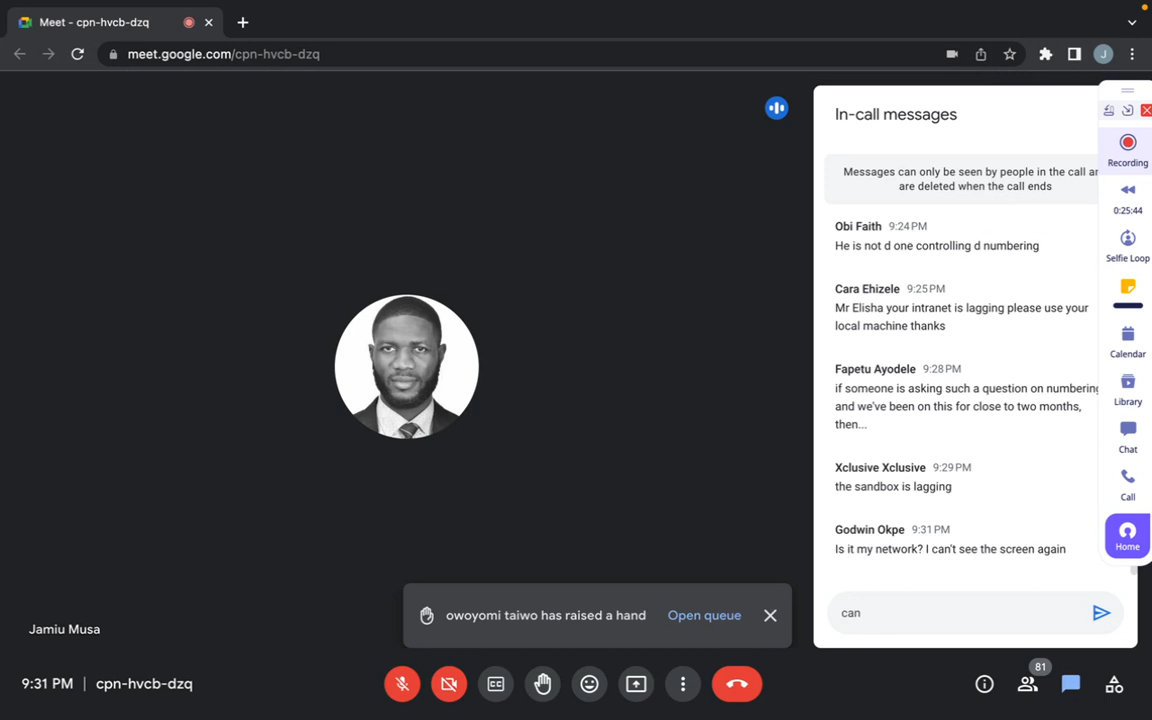 Meet - cpn-hvcb-dzq
meet.google.com/cpn-hvcb-dzq
J
In-call messages
Messages can only be seen by people in the call an
are deleted when the call ends
Obi Faith 9:24 PM
He is not d one controlling d numbering
Cara Ehizele 9:25 PM
Mr Elisha your intranet is lagging please use your
local machine thanks
Fapetu Ayodele 9:28 PM
if someone is asking such a question on numbering
and we've been on this for close to two months,
then...
Xclusive Xclusive 9:29 PM
the sandbox is lagging
Godwin Okpe 9:31 PM
Is it my network? I can't see the screen again
can
Recording
0:25:44
Selfie Loop
Calendar
Library
Chat
Call
Home
owoyomi taiwo has raised a hand Open queue
Jamiu Musa
9:31 PM | cpn-hvcb-dzq
CC
81